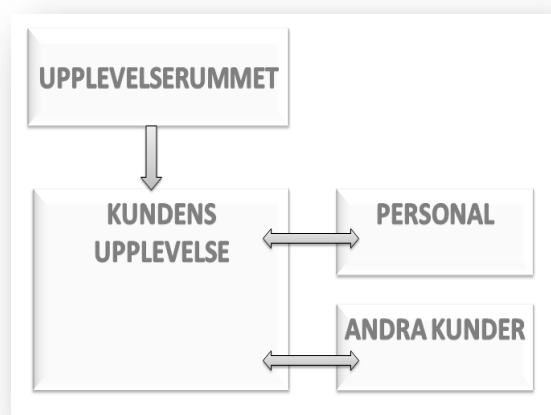 UPPLEVELSERUMMET
KUNDENS
UPPLEVELSE
PERSONAL
ANDRA KUNDER